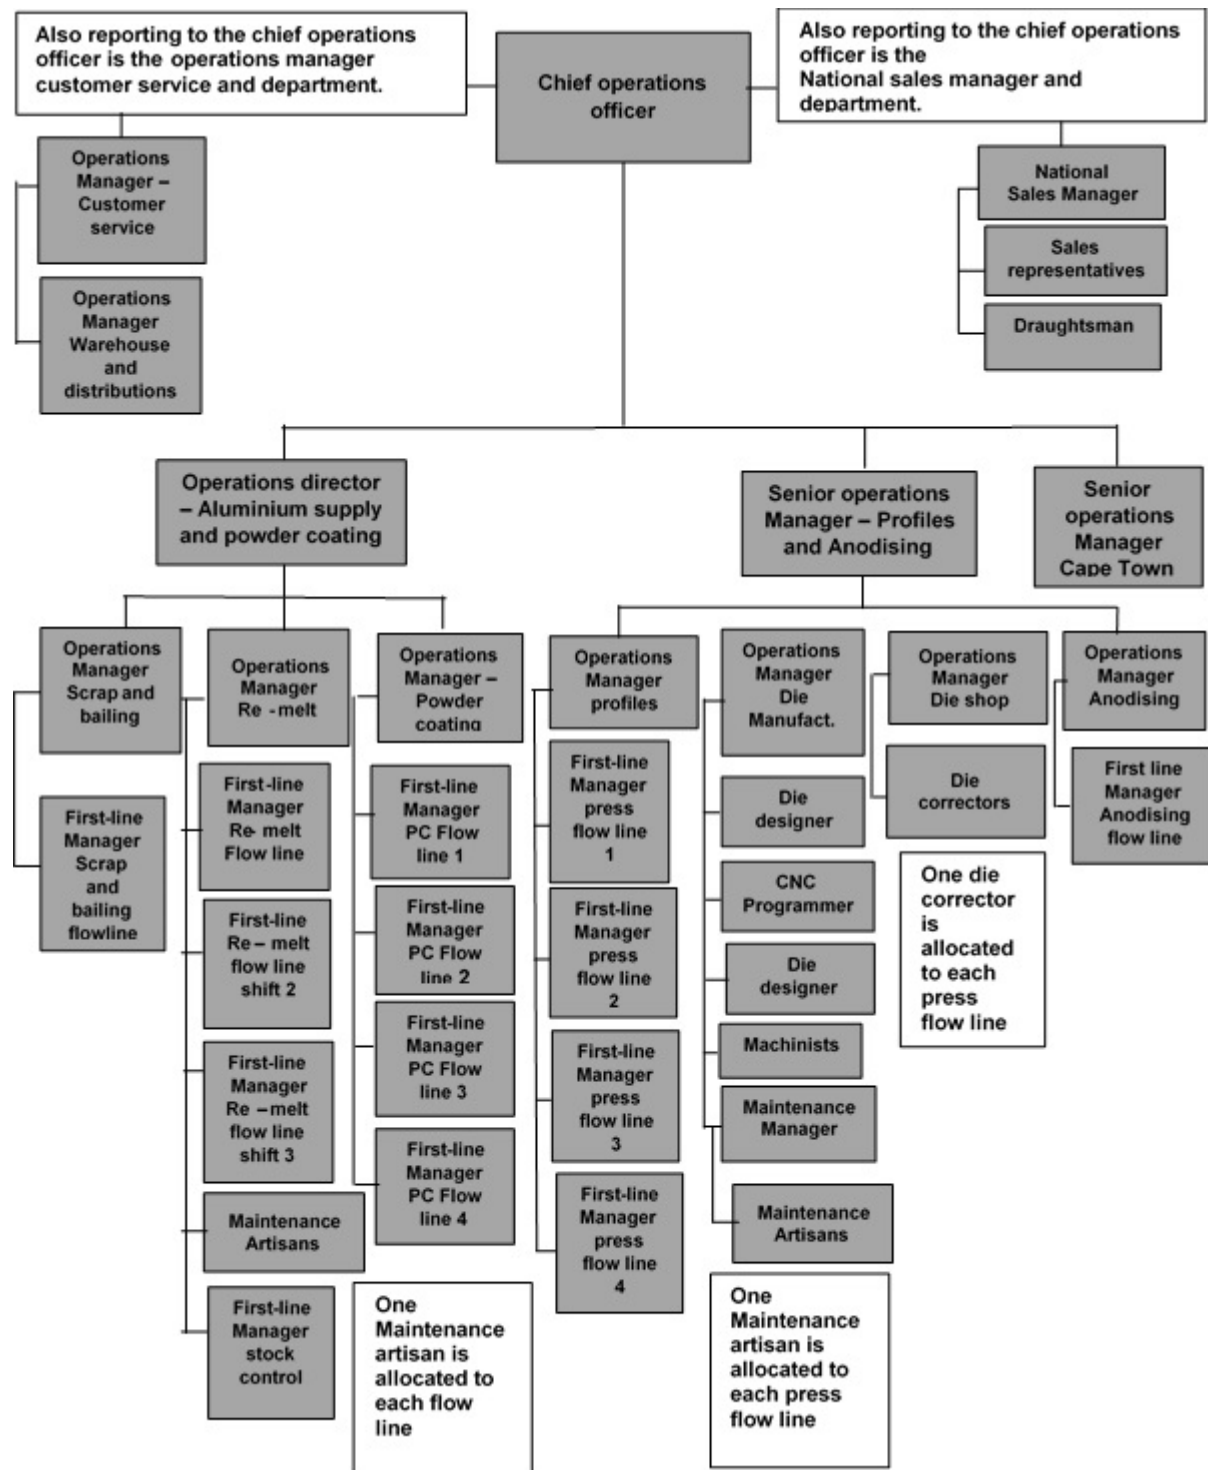 Also reporting to the chief operations
officer is the operations manager
customer service and department.
Chief operations
officer
Also reporting to the chief operations
officer is the
National sales manager and
department.
Operations
Manager –
Customer
service
Operations
Manager
Warehouse
and
distributions
National
Sales Manager
Sales
representatives
Draughtsman
Operations director
– Aluminium supply
and powder coating
Senior operations
Manager – Profiles
and Anodising
Senior
operations
Manager
Cape Town
Operations
Manager
Scrap and
bailing
First-line
Manager
Scrap
and
bailing
flowline
Operations
Manager
Re -melt
First-line
Manager
Re- melt
Flow line
First-line
Re – melt
flow line
shift 2
First-line
Manager
Re – melt
flow line
shift 3
Maintenance
Artisans
First-line
Manager
stock
control
Operations
Manager –
Powder
coating
First-line
Manager
PC Flow
line 1
First-line
Manager
PC Flow
line 2
First-line
Manager
PC Flow
line 3
First-line
Manager
PC Flow
line 4
One
Maintenance
artisan is
allocated to
each flow
line
Operations
Manager
profiles
First-line
Manager
press
flow line
1
First-line
Manager
press
flow line
2
First-line
Manager
press
flow line
3
First-line
Manager
press
flow line
4
Operations
Manager
Die
Manufact.
Die
designer
CNC
Programmer
Die
designer
Machinists
Maintenance
Manager
Maintenance
Artisans
One
Maintenance
artisan is
allocated to
each press
flow line
Operations
Manager
Die shop
Die
correctors
One die
corrector
is
allocated
to each
press
flow line
Operations
Manager
Anodising
First line
Manager
Anodising
flow line